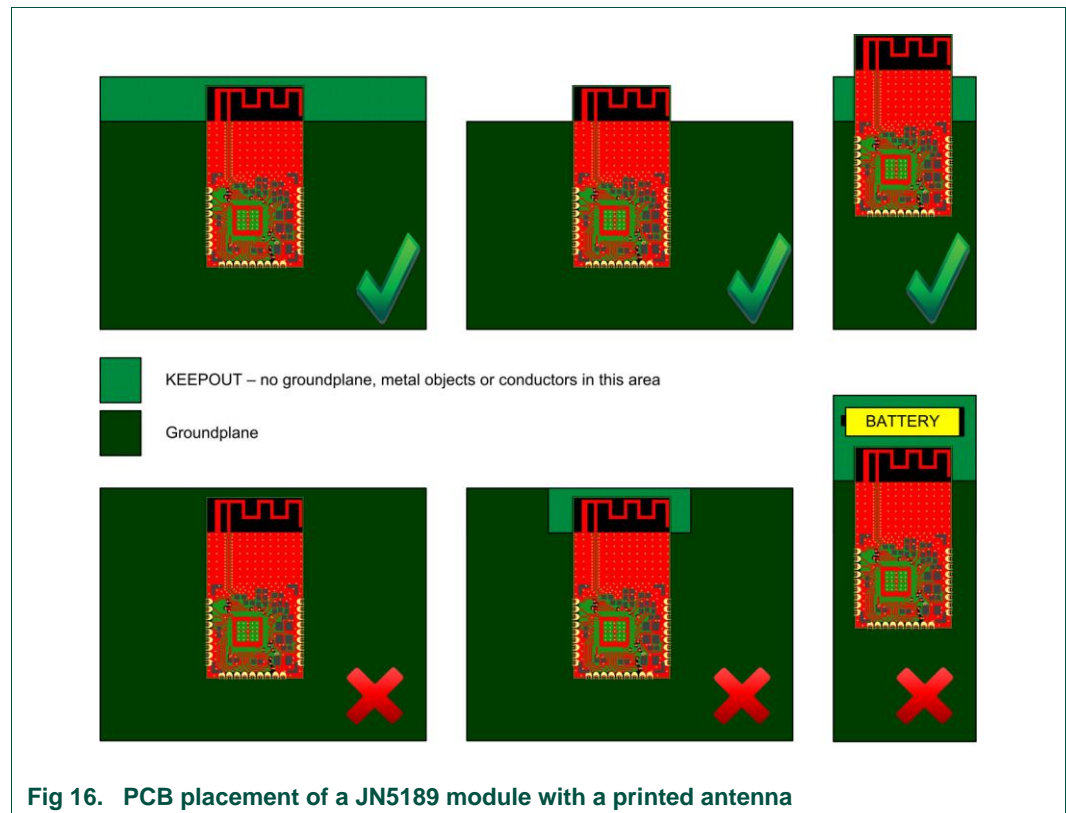 KEEPOUT – no groundplane, metal objects or conductors in this area
Groundplane
BATTERY
Fig 16. PCB placement of a JN5189 module with a printed antenna